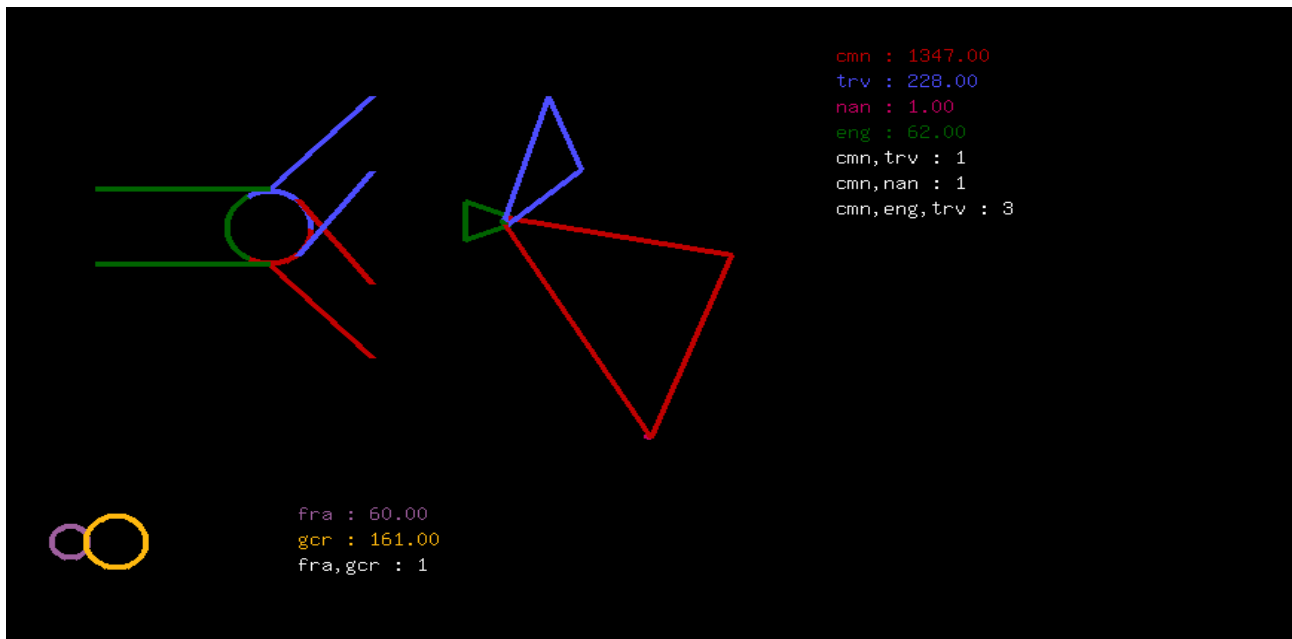 cmn : 1347.00
trv : 228.00
nan : 1.00
eng : 62.00
cmn,trv : 1
cmn,nan : 1
cmn,eng,trv : 3
fra : 60.00
gcr : 161.00
fra,gcr : 1